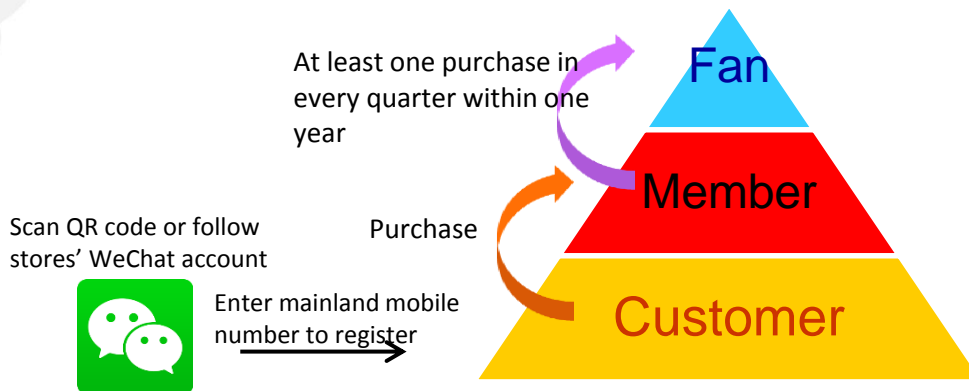 Fan
At least one purchase in
every quarter within one
year
Member
Purchase
Scan QR code or follow
stores’ WeChat account
Enter mainland mobile
number to register
Customer